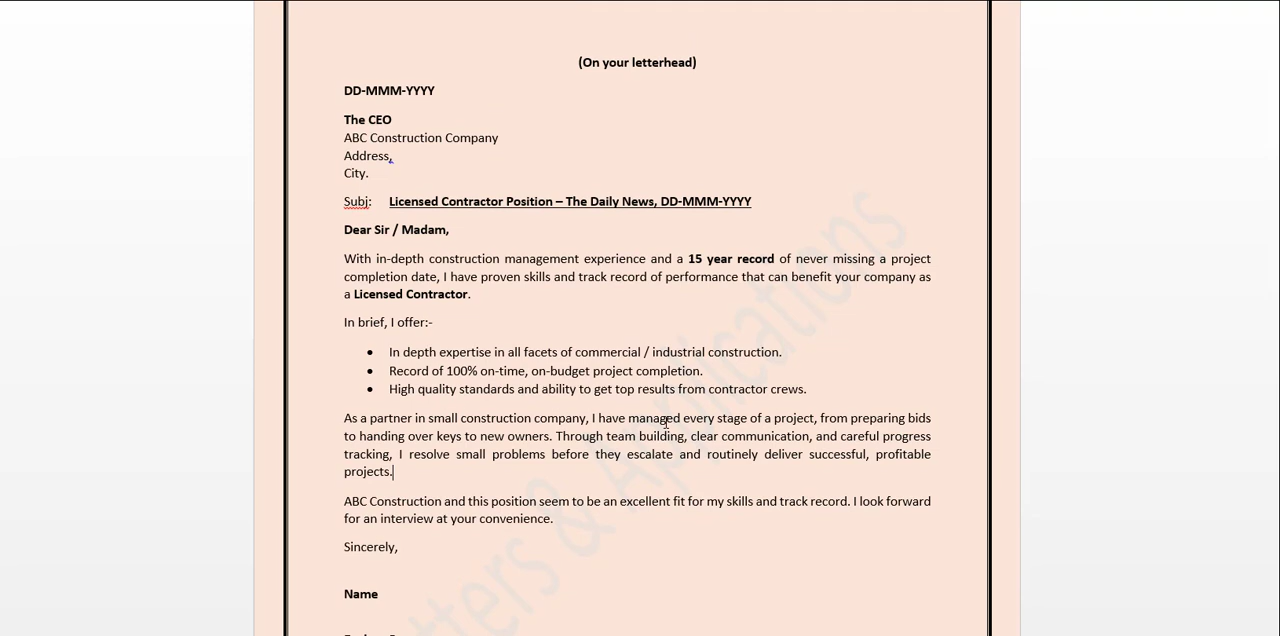 (On your letterhead)
DD-MMM-YYYY
The CEO
ABC Construction Company
Address,
City.
Subj: Licensed Contractor Position – The Daily News, DD-MMM-YYYY
Dear Sir / Madam,
With in-depth construction management experience and a 15 year record of never missing a project
completion date, I have proven skills and track record of performance that can benefit your company as
a Licensed Contractor.
In brief, I offer:-
• In depth expertise in all facets of commercial / industrial construction.
• Record of 100% on-time, on-budget project completion.
• High quality standards and ability to get top results from contractor crews.
As a partner in small construction company, I have managed every stage of a project, from preparing bids
to handing over keys to new owners. Through team building, clear communication, and careful progress
tracking, I resolve small problems before they escalate and routinely deliver successful, profitable
projects.
ABC Construction and this position seem to be an excellent fit for my skills and track record. I look forward
for an interview at your convenience.
Sincerely,
Name
& Applications